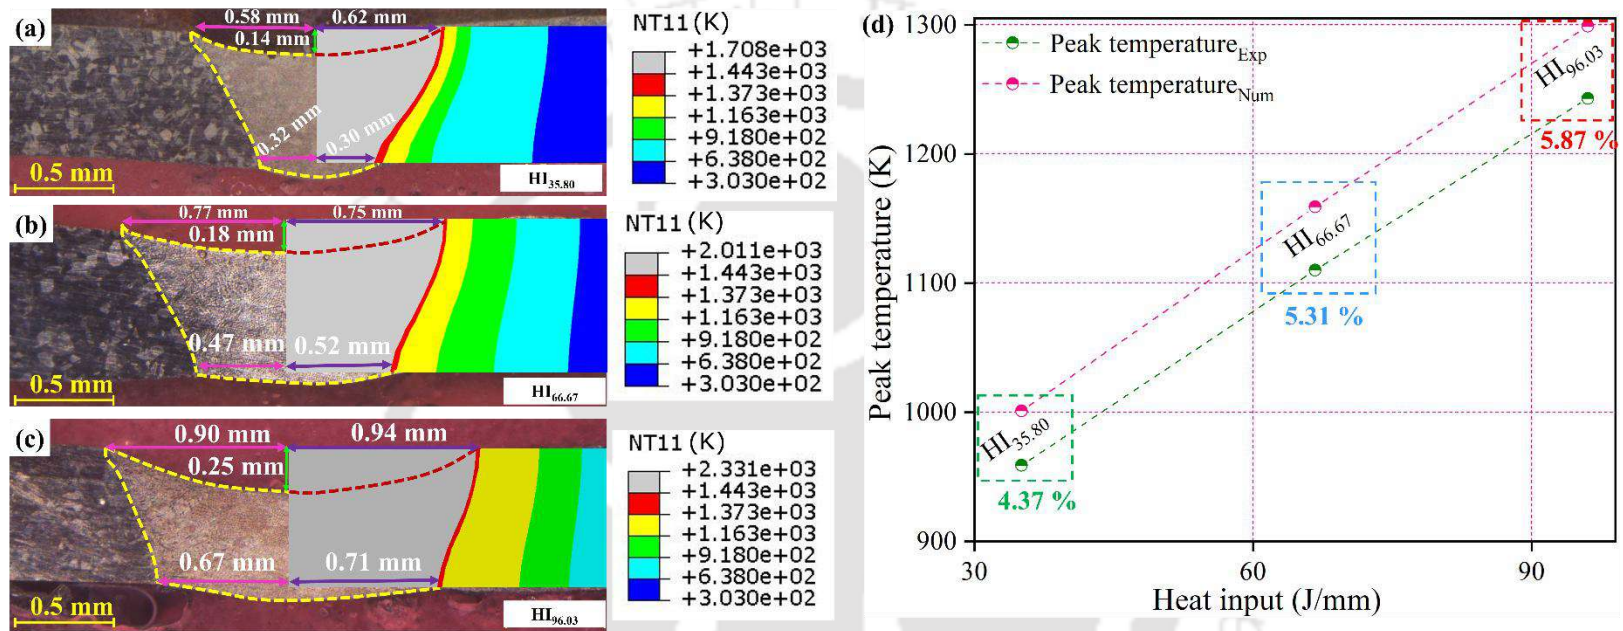 (a)
0.58 mm
0.62 mm
0.14 mm
0.32 mm
0.30 mm
0.5 mm
HI35.80
NT11 (K)
+1.708e+03
+1.443e+03
+1.373e+03
+1.163e+03
+9.180e+02
+6.380e+02
+3.030e+02
(b)
0.77 mm
0.75 mm
0.18 mm
0.47 mm
0.52 mm
0.5 mm
HI66.67
NT11 (K)
+2.011e+03
+1.443e+03
+1.373e+03
+1.163e+03
+9.180e+02
+6.380e+02
+3.030e+02
(c)
0.90 mm
0.94 mm
0.25 mm
0.67 mm
0.71 mm
0.5 mm
HI96.03
NT11 (K)
+2.331e+03
+1.443e+03
+1.373e+03
+1.163e+03
+9.180e+02
+6.380e+02
+3.030e+02
(d)
Peak temperatureExp
Peak temperatureNum
HI96.03
5.87 %
HI66.67
5.31 %
HI35.80
4.37 %
1300
1200
1100
1000
900
Peak temperature (K)
30
60
90
Heat input (J/mm)